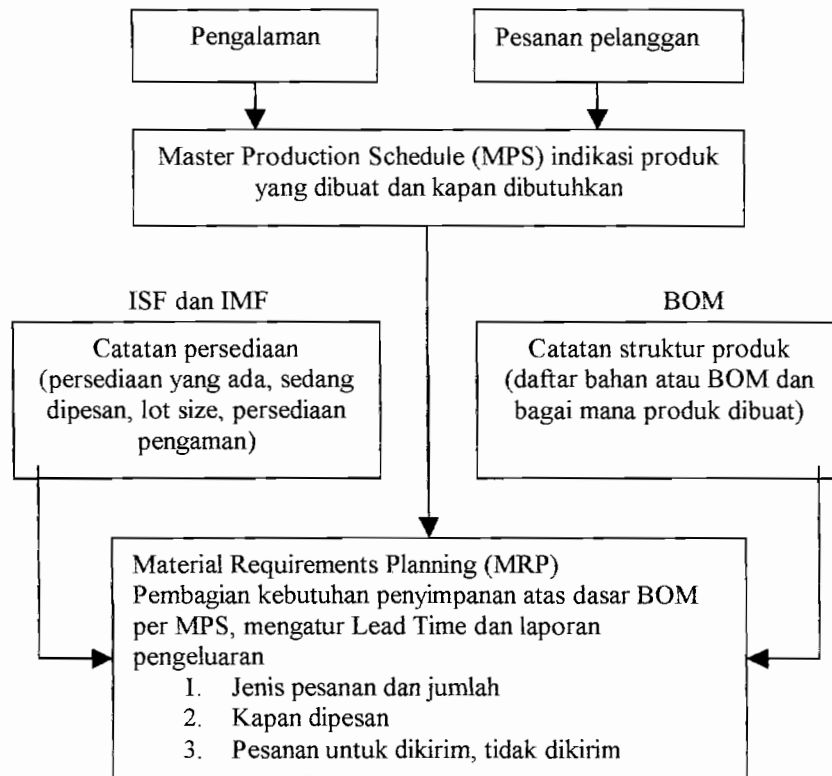 Pengalaman
Pesanan pelanggan
Master Production Schedule (MPS) indikasi produk
yang dibuat dan kapan dibutuhkan
ISF dan IMF
Catatan persediaan
(persediaan yang ada, sedang
dipesan, lot size, persediaan
pengaman)
BOM
Catatan struktur produk
(daftar bahan atau BOM dan
bagai mana produk dibuat)
Material Requirements Planning (MRP)
Pembagian kebutuhan penyimpanan atas dasar BOM
per MPS, mengatur Lead Time dan laporan
pengeluaran
1. Jenis pesanan dan jumlah
2. Kapan dipesan
3. Pesanan untuk dikirim, tidak dikirim